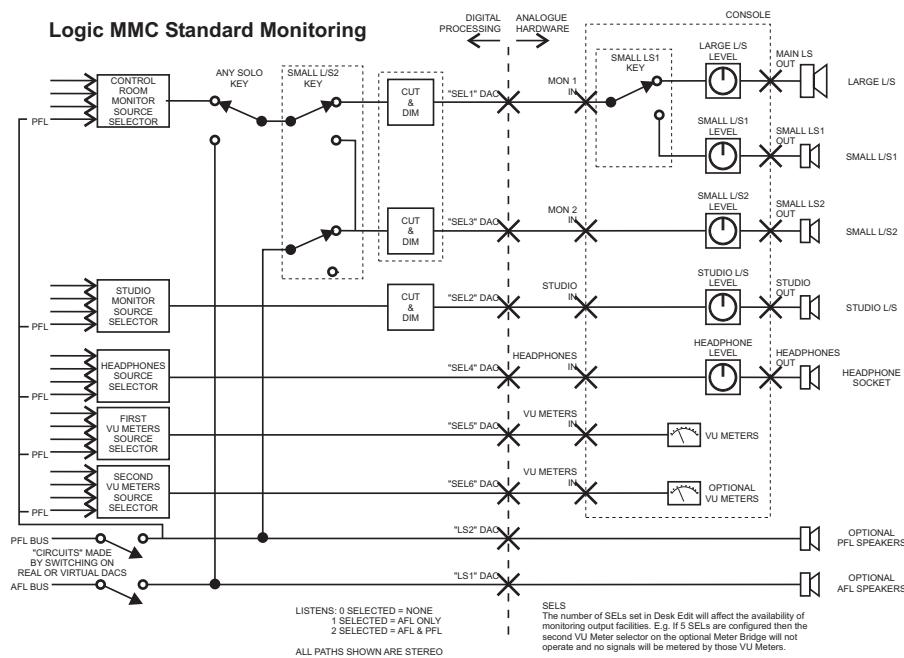 Logic MMC Standard Monitoring
DIGITAL PROCESSING
ANALOGUE HARDWARE
CONSOLE
CONTROL
ROOM
MONITOR
SOURCE
SELECTOR
PFL
ANY SOLO
KEY
SMALL L/S2
KEY
CUT
&
DIM
"SEL1" DAC
MON 1
IN
SMALL LS1
KEY
LARGE L/S
LEVEL
MAIN LS
OUT
LARGE L/S
SMALL L/S1
LEVEL
SMALL LS1
OUT
SMALL L/S1
CUT
&
DIM
"SEL3" DAC
MON 2
IN
SMALL L/S2
LEVEL
SMALL LS2
OUT
SMALL L/S2
STUDIO
MONITOR
SOURCE
SELECTOR
PFL
CUT
&
DIM
"SEL2" DAC
STUDIO
IN
STUDIO L/S
LEVEL
STUDIO
OUT
STUDIO L/S
HEADPHONES
SOURCE
SELECTOR
PFL
"SEL4" DAC
HEADPHONES
IN
HEADPHONE
LEVEL
HEADPHONES
OUT
HEADPHONE
SOCKET
FIRST
VU METERS
SOURCE
SELECTOR
PFL
"SEL5" DAC
VU METERS
IN
VU METERS
SECOND
VU METERS
SOURCE
SELECTOR
PFL
"SEL6" DAC
VU METERS
IN
OPTIONAL
VU METERS
PFL BUS
"LS2" DAC
OPTIONAL
PFL SPEAKERS
"CIRCUITS" MADE
BY SWITCHING ON
REAL OR VIRTUAL DACS
AFL BUS
"LS1" DAC
OPTIONAL
AFL SPEAKERS
LISTENS: 0 SELECTED = NONE
1 SELECTED = AFL ONLY
2 SELECTED = AFL & PFL
ALL PATHS SHOWN ARE STEREO
SELS
The number of SELs set in Desk Edit will affect the availability of
monitoring output facilities. E.g. If 5 SELs are configured then the
second VU Meter selector on the optional Meter Bridge will not
operate and no signals will be metered by those VU Meters.